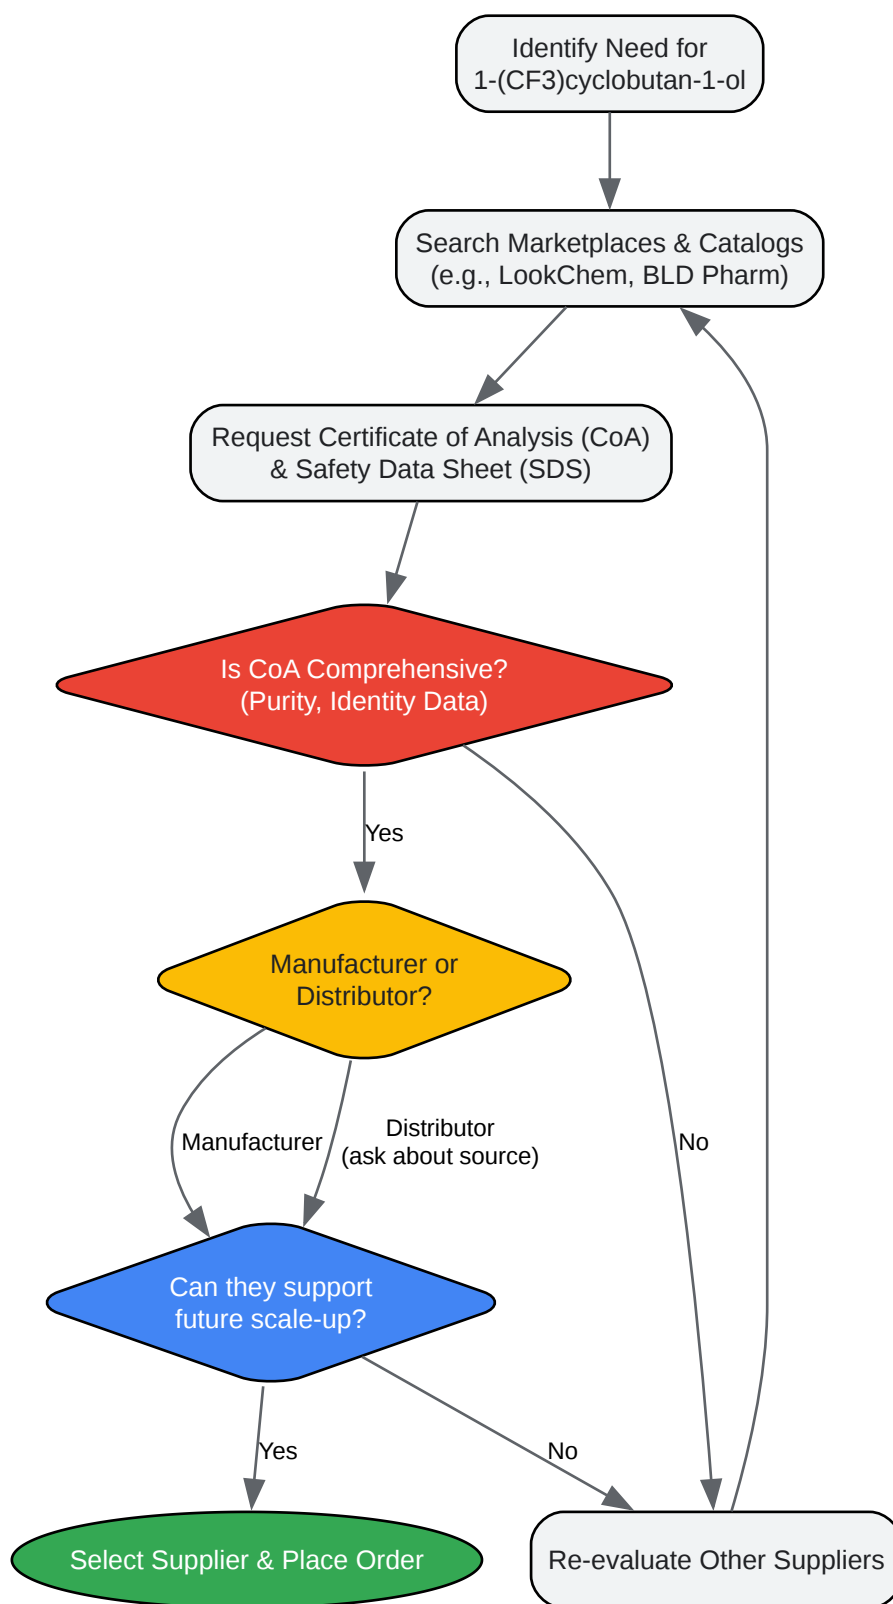 Identify Need for
1-(CF3)cyclobutan-1-ol
Search Marketplaces & Catalogs
(e.g., LookChem, BLD Pharm)
Request Certificate of Analysis (CoA)
& Safety Data Sheet (SDS)
Is CoA Comprehensive?
(Purity, Identity Data)
Yes
Manufacturer or
Distributor?
Manufacturer
Distributor
(ask about source)
No
Can they support
future scale-up?
Yes
No
Select Supplier & Place Order
Re-evaluate Other Suppliers